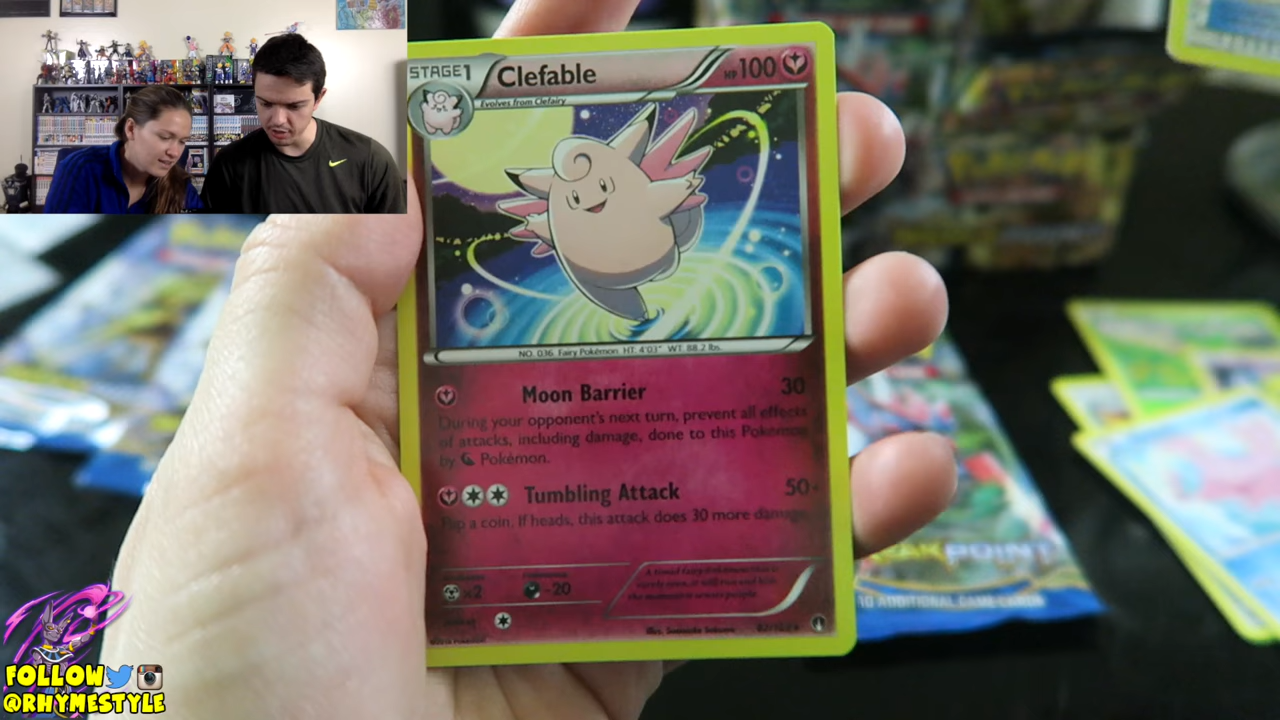 STAGE1
Clefable
HP 100
Evolves from Clefairy
NO. 036 Fairy Pokémon HT. 4'03" WT. 88.2 lbs.
Moon Barrier 30
During your opponent's next turn, prevent all effects
of attacks, including damage, done to this Pokémon
by Pokémon.
Tumbling Attack 50+
Flip a coin. If heads, this attack does 30 more damage.
×2
-20
POINT
10 ADDITIONAL GAME CARDS
FOLLOW
@RHYMESTYLE